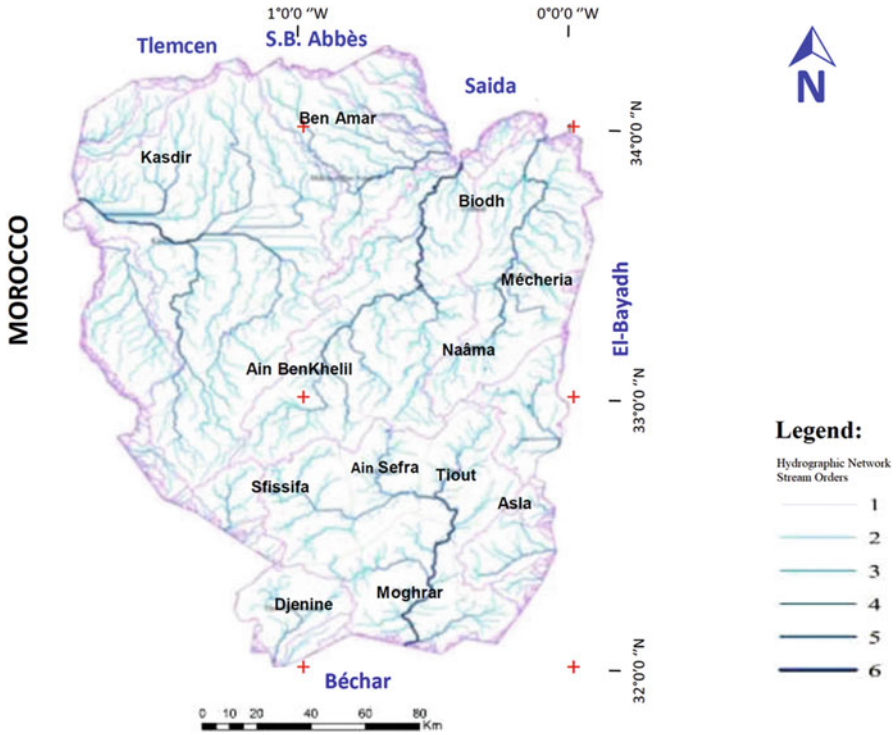 1°0'0 ''W
0°0'0 ''W
S.B. Abbès
Tlemcen
Saida
N
34°0'0 ''N
Ben Amar
Kasdir
Biodh
MOROCCO
Mécheria
El-Bayadh
Naâma
Ain BenKhelil
33°0'0 ''N
Ain Sefra
Tiout
Sfissifa
Asla
Moghrar
Djenine
32°0'0 ''N
Béchar
0 10 20 40 60 80
Km
Legend:
Hydrographic Network
Stream Orders
1
2
3
4
5
6